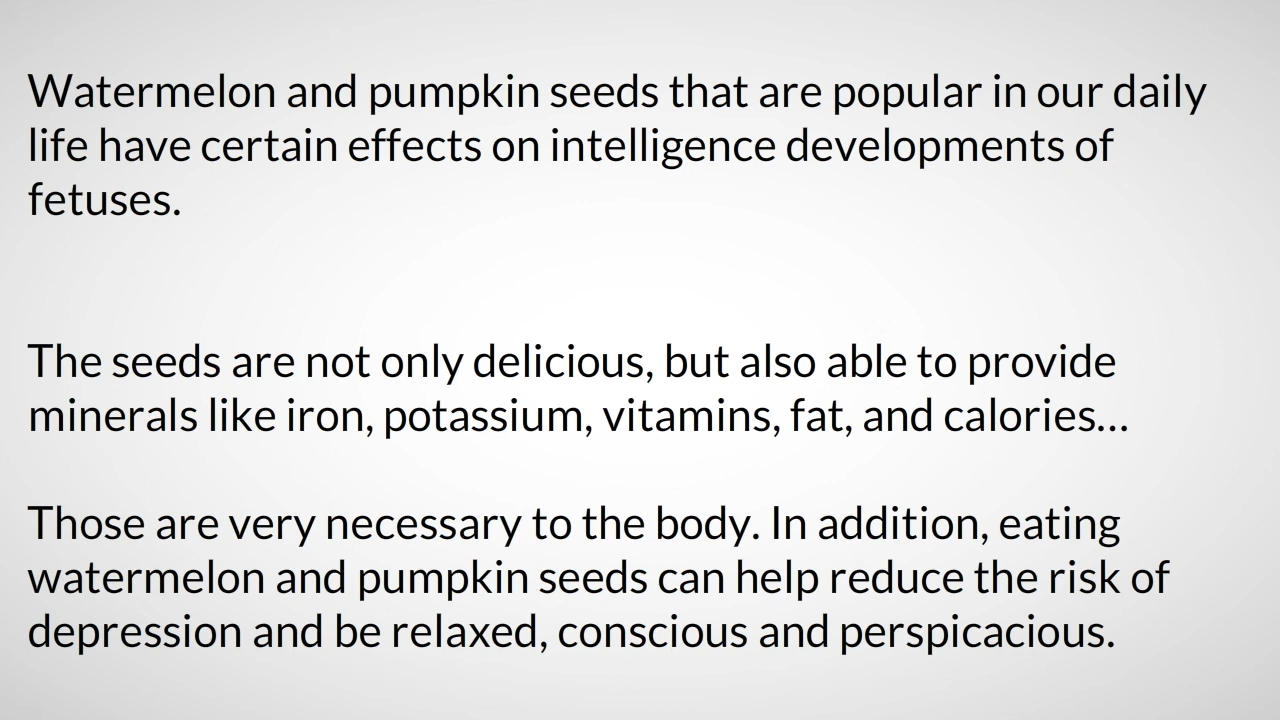 Watermelon and pumpkin seeds that are popular in our daily
life have certain effects on intelligence developments of
fetuses.
The seeds are not only delicious, but also able to provide
minerals like iron, potassium, vitamins, fat, and calories...
Those are very necessary to the body. In addition, eating
watermelon and pumpkin seeds can help reduce the risk of
depression and be relaxed, conscious and perspicacious.